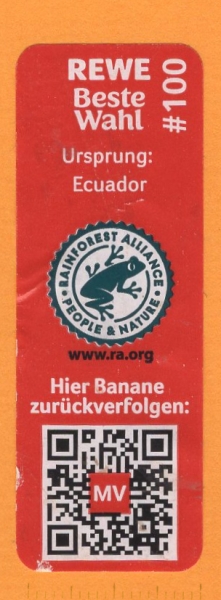 REWE
Beste
Wahl
#100
Ursprung:
Ecuador
RAINFOREST ALLIANCE
• PEOPLE & NATURE •
www.ra.org
Hier Banane
zurückverfolgen:
MV